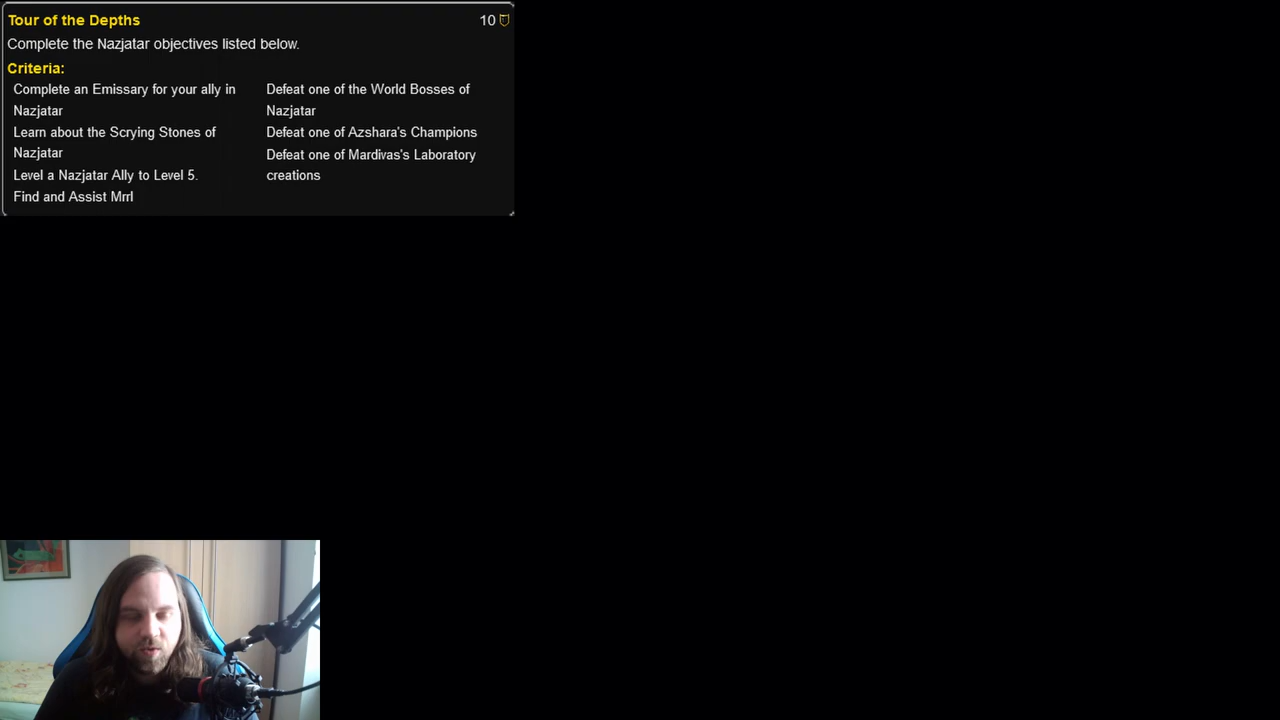 Tour of the Depths 10
Complete the Nazjatar objectives listed below.
Criteria:
Complete an Emissary for your ally in
Nazjatar
Learn about the Scrying Stones of
Nazjatar
Level a Nazjatar Ally to Level 5.
Find and Assist Mrrl
Defeat one of the World Bosses of
Nazjatar
Defeat one of Azshara's Champions
Defeat one of Mardivas's Laboratory
creations